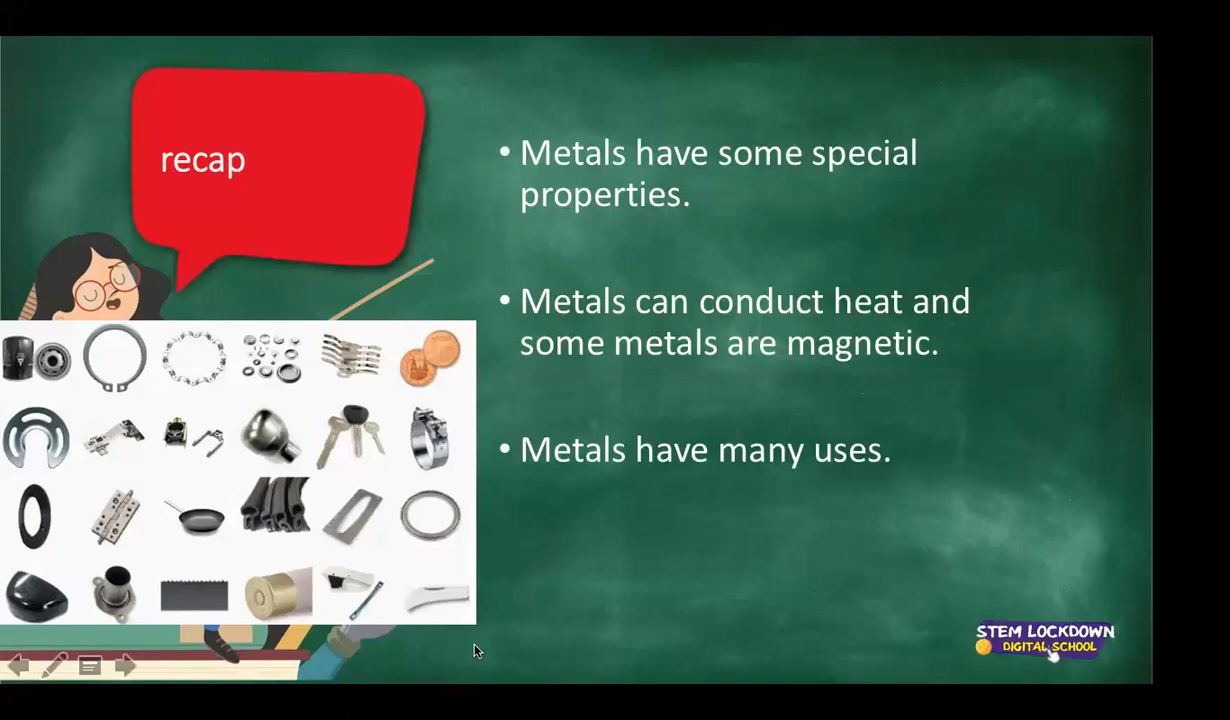 recap
• Metals have some special
properties.
• Metals can conduct heat and
some metals are magnetic.
• Metals have many uses.
STEM LOCKDOWN
DIGITAL SCHOOL